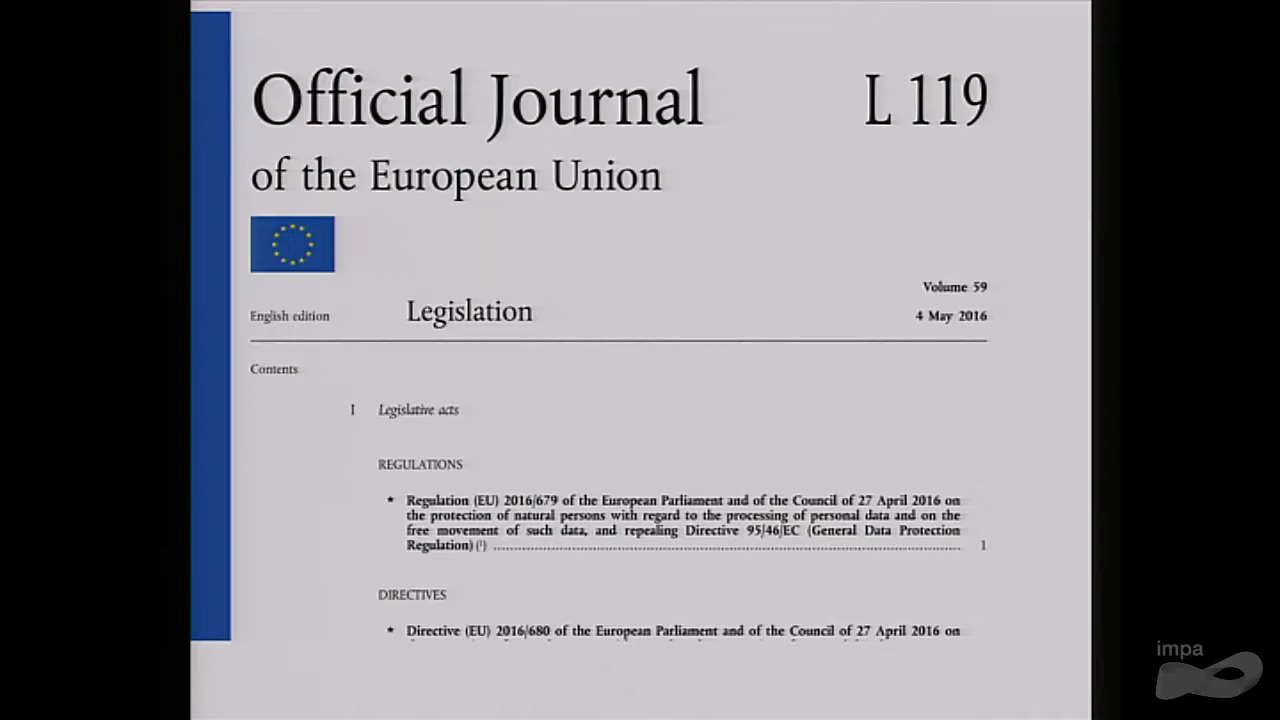 Official Journal
L 119
of the European Union
Volume 59
English edition
Legislation
4 May 2016
Contents
I Legislative acts
REGULATIONS
* Regulation (EU) 2016/679 of the European Parliament and of the Council of 27 April 2016 on
the protection of natural persons with regard to the processing of personal data and on the
free movement of such data, and repealing Directive 95/46/EC (General Data Protection
Regulation) (¹) ........................................................................ 1
DIRECTIVES
* Directive (EU) 2016/680 of the European Parliament and of the Council of 27 April 2016 on
impa